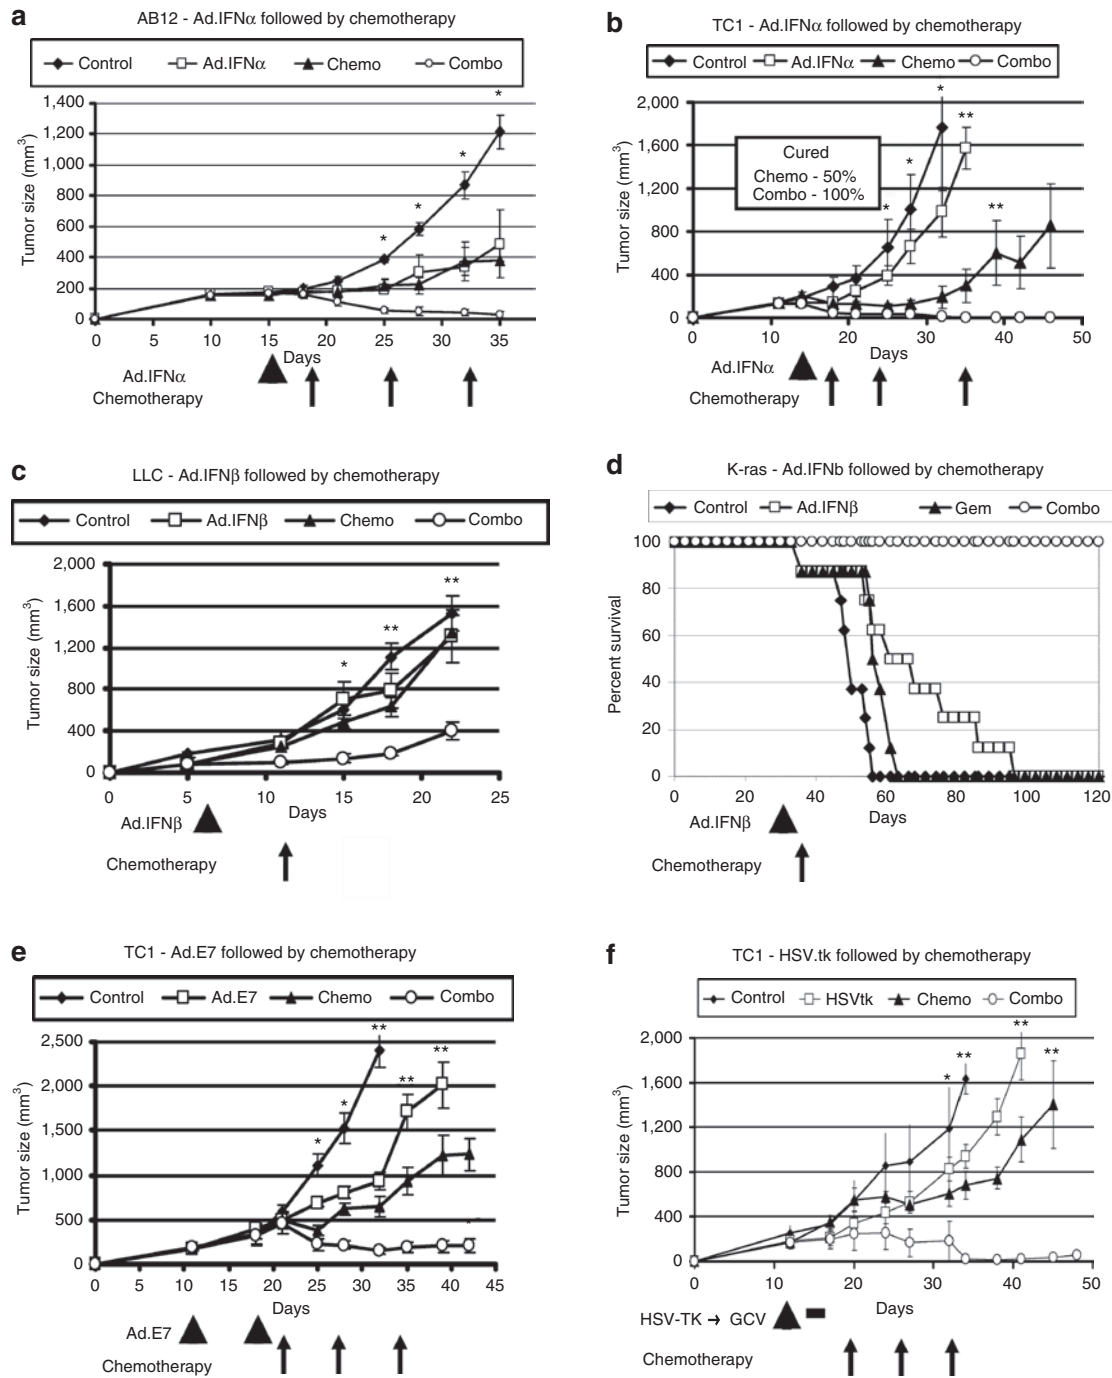 a
AB12 - Ad.IFNα followed by chemotherapy
Control Ad.IFNα Chemo Combo
Tumor size (mm3)
1,400
1,200
1,000
800
600
400
200
0
* * * *
0 5 10 15 20 25 30 35
Days
Ad.IFNα
Chemotherapy
b
TC1 - Ad.IFNα followed by chemotherapy
Control Ad.IFNα Chemo Combo
Tumor size (mm3)
2,000
1,600
1,200
800
400
0
Cured
Chemo - 50%
Combo - 100%
* * * ** **
0 10 20 30 40 50
Days
Ad.IFNα
Chemotherapy
c
LLC - Ad.IFNβ followed by chemotherapy
Control Ad.IFNβ Chemo Combo
Tumor size (mm3)
2,000
1,600
1,200
800
400
0
* ** **
0 5 10 15 20 25
Days
Ad.IFNβ
Chemotherapy
d
K-ras - Ad.IFNb followed by chemotherapy
Control Ad.IFNβ Gem Combo
Percent survival
100
80
60
40
20
0
0 20 40 60 80 100 120
Days
Ad.IFNβ
Chemotherapy
e
TC1 - Ad.E7 followed by chemotherapy
Control Ad.E7 Chemo Combo
Tumor size (mm3)
2,500
2,000
1,500
1,000
500
0
* * ** ** **
0 5 10 15 20 25 30 35 40 45
Days
Ad.E7
Chemotherapy
f
TC1 - HSV.tk followed by chemotherapy
Control HSVtk Chemo Combo
Tumor size (mm3)
2,000
1,600
1,200
800
400
0
* ** ** **
0 10 20 30 40 50
Days
HSV-TK → GCV
Chemotherapy